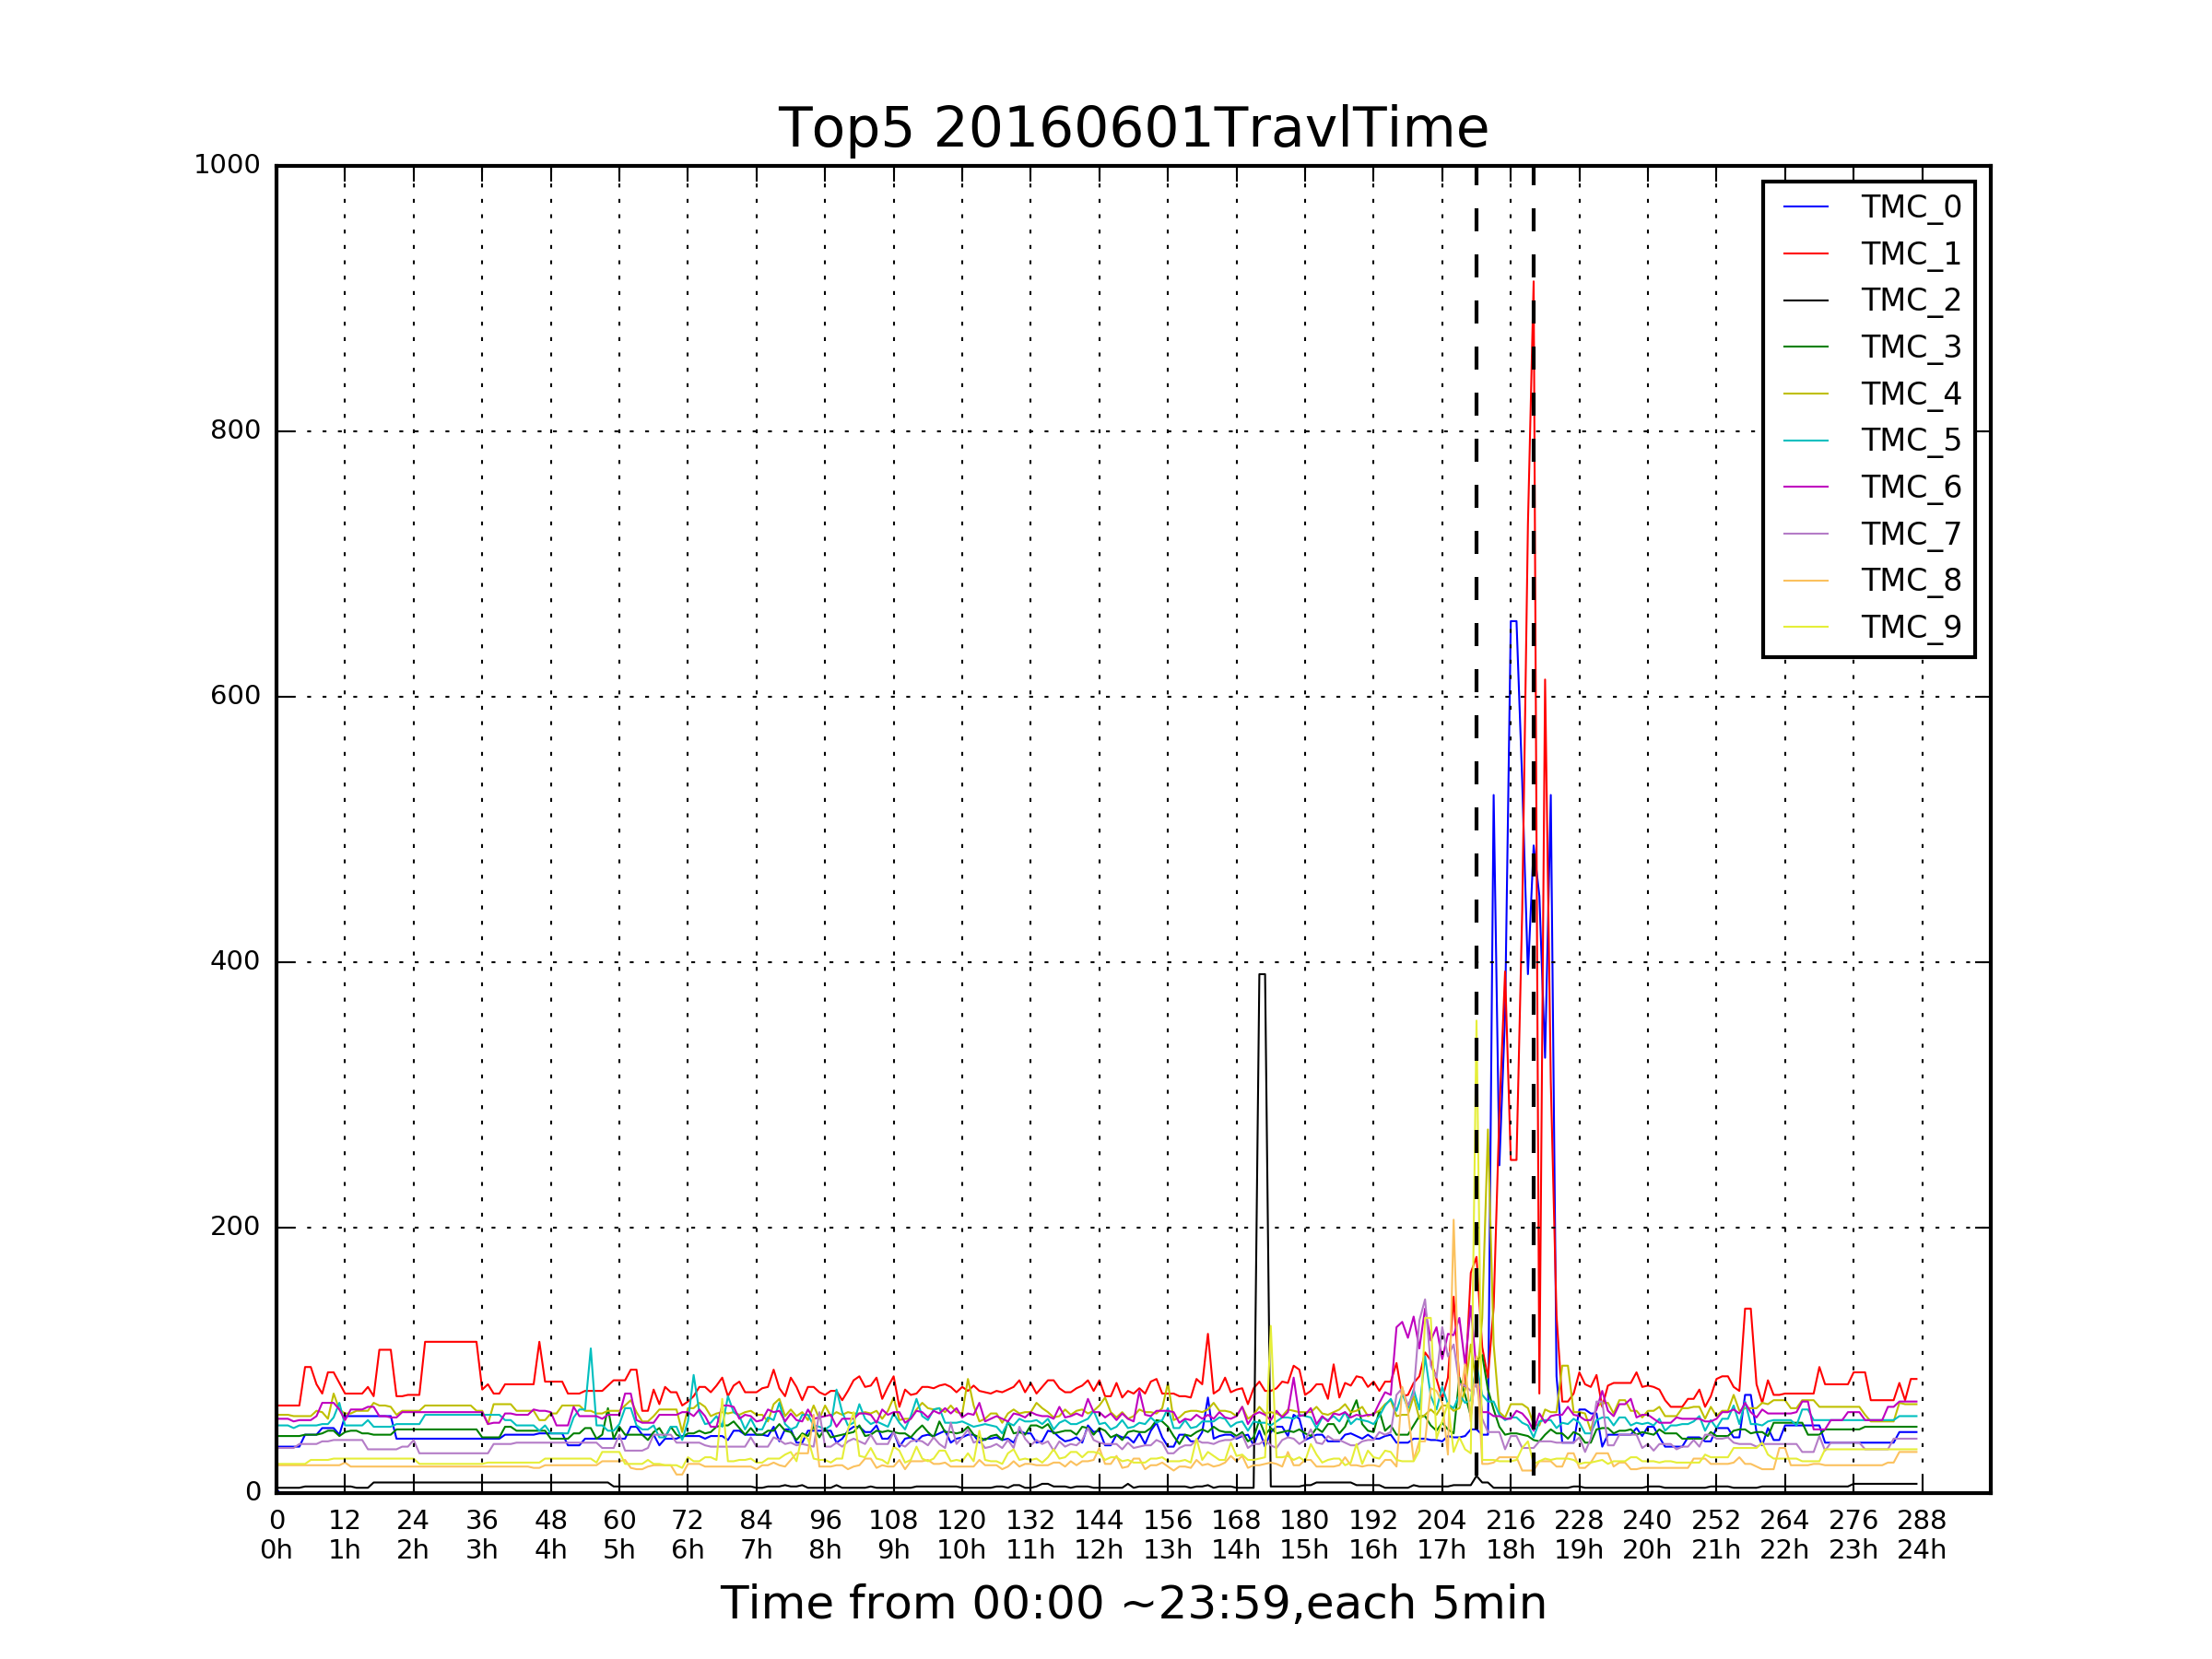 Top5 20160601TravlTime
1000
800
600
400
200
0
TMC_0
TMC_1
TMC_2
TMC_3
TMC_4
TMC_5
TMC_6
TMC_7
TMC_8
TMC_9
0 12 24 36 48 60 72 84 96 108 120 132 144 156 168 180 192 204 216 228 240 252 264 276 288
0h 1h 2h 3h 4h 5h 6h 7h 8h 9h 10h 11h 12h 13h 14h 15h 16h 17h 18h 19h 20h 21h 22h 23h 24h
Time from 00:00 ~23:59,each 5min